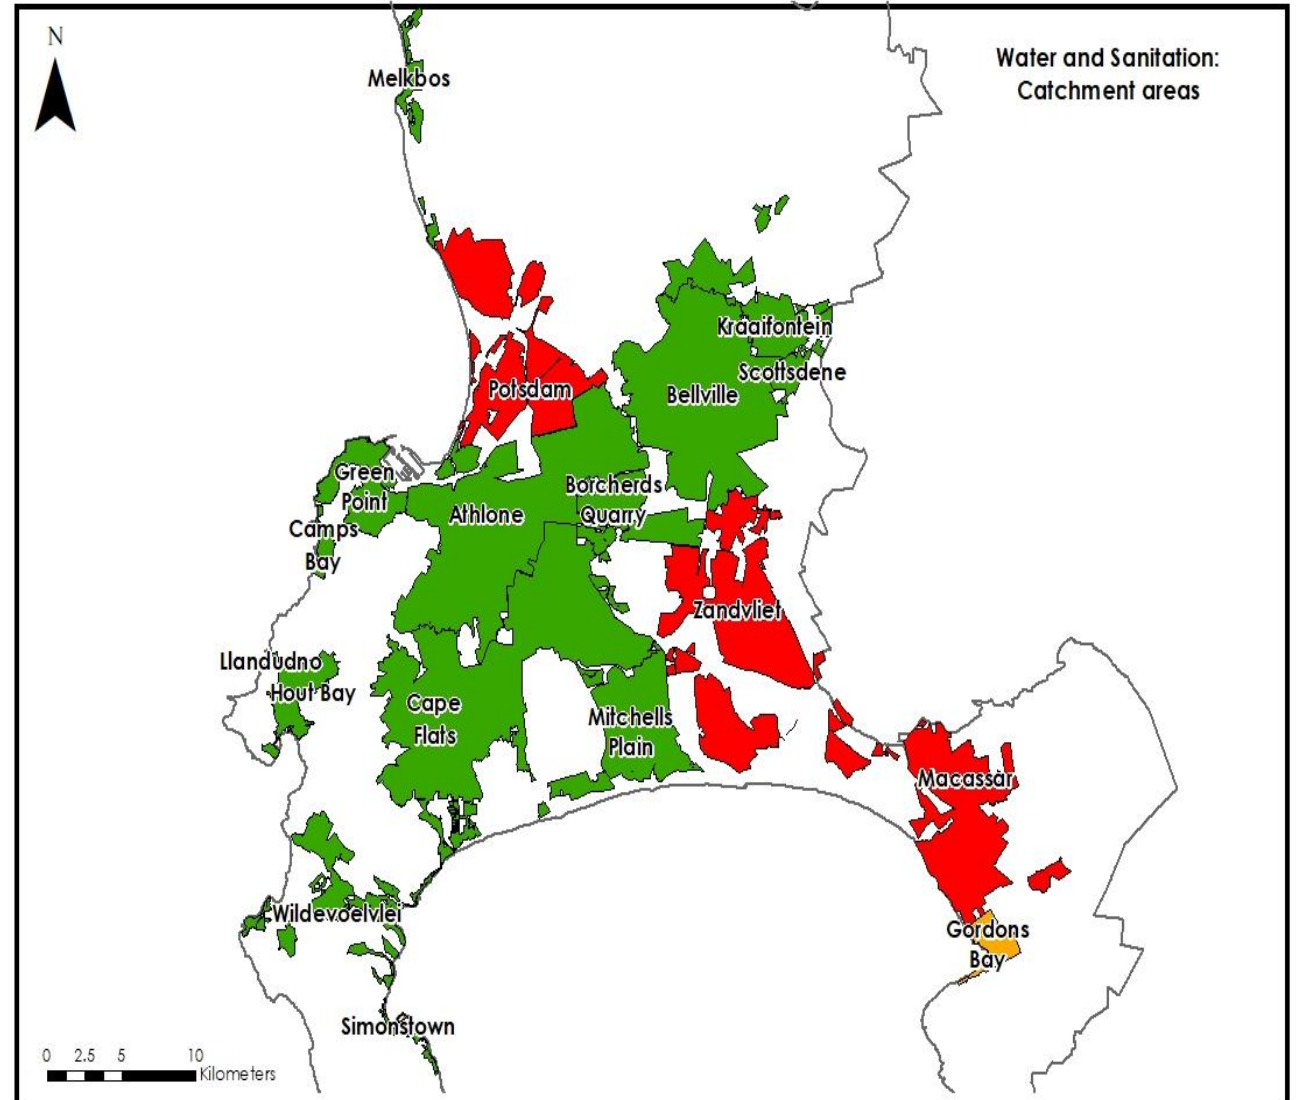 N
Water and Sanitation:
Catchment areas
Melkbos
Kraaifontein
Scottsdene
Potsdam
Bellville
Green
Point
Borcherds
Quarry
Athlone
Camps
Bay
Zandvliet
Llandudno
Hout Bay
Cape
Flats
Mitchells
Plain
Macassar
Wildevoelvlei
Gordons
Bay
Simonstown
0 2.5 5 10
Kilometers